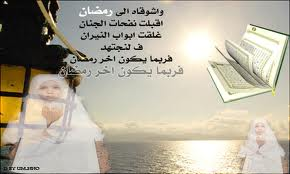 واشوقاه الى رمضان
اقبلت نفحات الجنان
غلقت ابواب النيران
ف لنجتهد
فربما يكون اخر رمضان
فربما يكون اخر رمضان